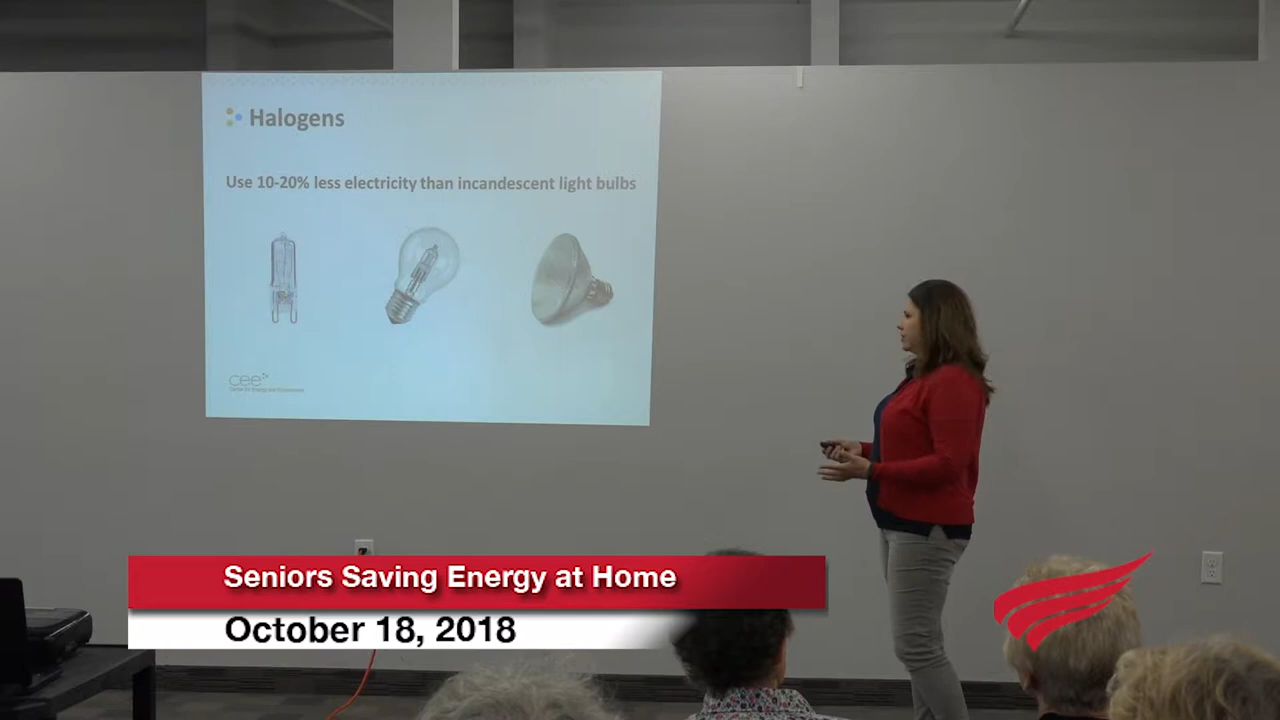 Halogens
Use 10-20% less electricity than incandescent light bulbs
cee
Seniors Saving Energy at Home
October 18, 2018